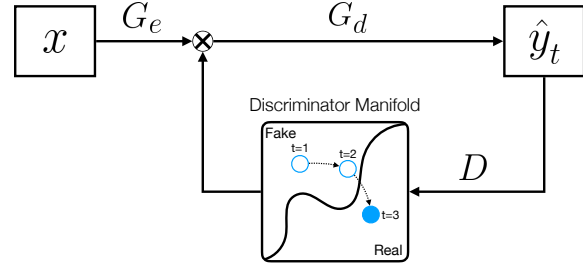 x
G_e
G_d
ŷ_t
Discriminator Manifold
Fake
t=1
t=2
t=3
Real
D